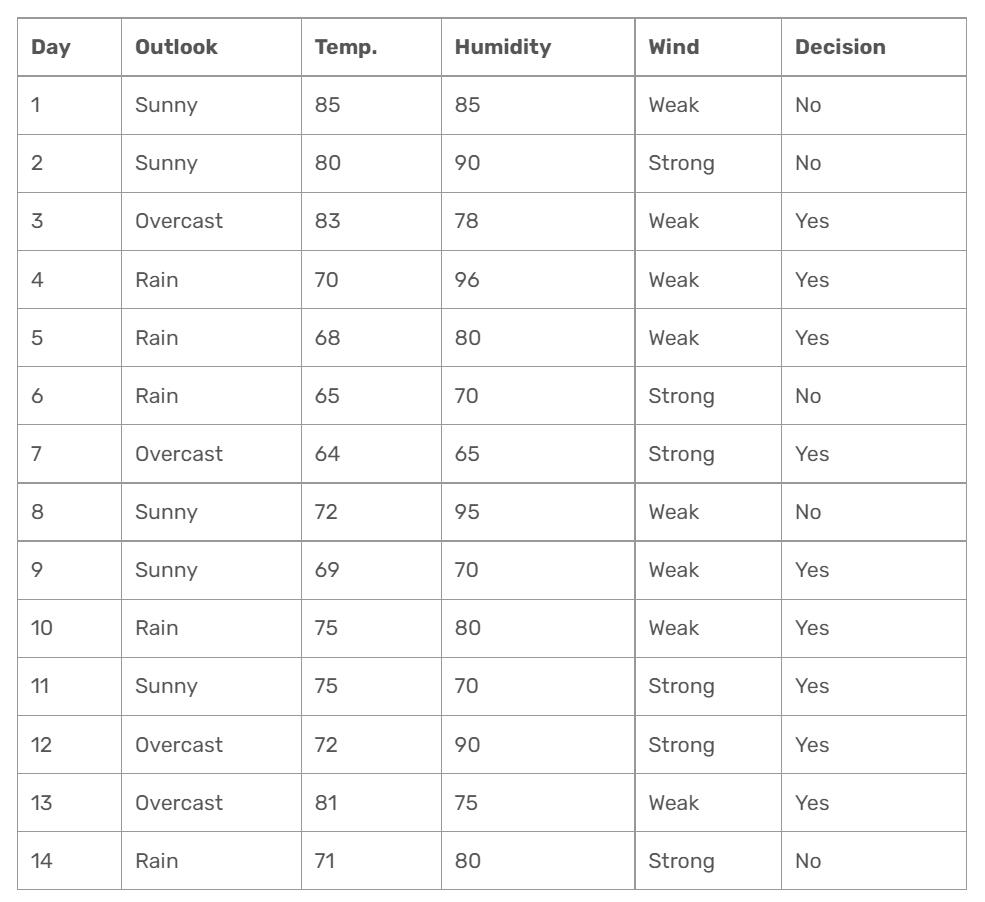 Day Outlook Temp. Humidity Wind Decision
1 Sunny 85 85 Weak No
2 Sunny 80 90 Strong No
3 Overcast 83 78 Weak Yes
4 Rain 70 96 Weak Yes
5 Rain 68 80 Weak Yes
6 Rain 65 70 Strong No
7 Overcast 64 65 Strong Yes
8 Sunny 72 95 Weak No
9 Sunny 69 70 Weak Yes
10 Rain 75 80 Weak Yes
11 Sunny 75 70 Strong Yes
12 Overcast 72 90 Strong Yes
13 Overcast 81 75 Weak Yes
14 Rain 71 80 Strong No